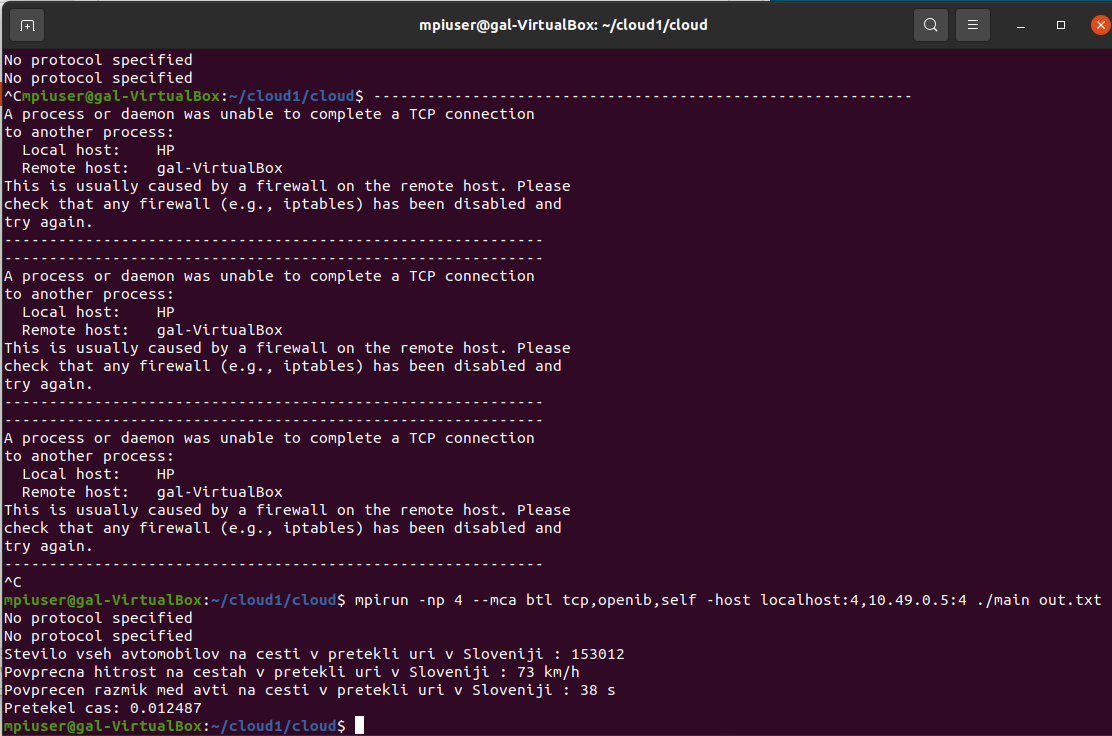 mpiuser@gal-VirtualBox: ~/cloud1/cloud
No protocol specified
No protocol specified
^Cmpiuser@gal-VirtualBox:~/cloud1/cloud$ ------------------------------------------------------------
A process or daemon was unable to complete a TCP connection
to another process:
  Local host:    HP
  Remote host:   gal-VirtualBox
This is usually caused by a firewall on the remote host. Please
check that any firewall (e.g., iptables) has been disabled and
try again.
------------------------------------------------------------
------------------------------------------------------------
A process or daemon was unable to complete a TCP connection
to another process:
  Local host:    HP
  Remote host:   gal-VirtualBox
This is usually caused by a firewall on the remote host. Please
check that any firewall (e.g., iptables) has been disabled and
try again.
------------------------------------------------------------
------------------------------------------------------------
A process or daemon was unable to complete a TCP connection
to another process:
  Local host:    HP
  Remote host:   gal-VirtualBox
This is usually caused by a firewall on the remote host. Please
check that any firewall (e.g., iptables) has been disabled and
try again.
------------------------------------------------------------
^C
mpiuser@gal-VirtualBox:~/cloud1/cloud$ mpirun -np 4 --mca btl tcp,openib,self -host localhost:4,10.49.0.5:4 ./main out.txt
No protocol specified
No protocol specified
Stevilo vseh avtomobilov na cesti v pretekli uri v Sloveniji : 153012
Povprecna hitrost na cestah v pretekli uri v Sloveniji : 73 km/h
Povprecen razmik med avti na cesti v pretekli uri v Sloveniji : 38 s
Pretekel cas: 0.012487
mpiuser@gal-VirtualBox:~/cloud1/cloud$